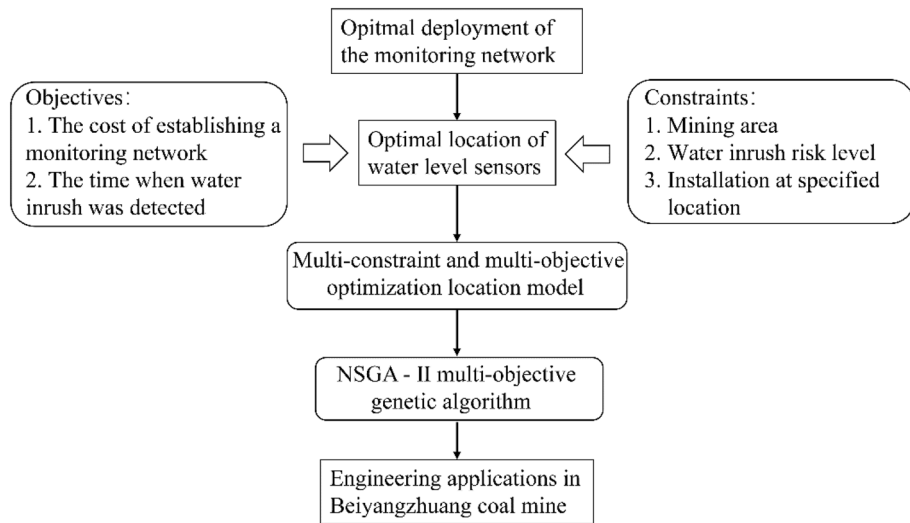 Opitmal deployment of
the monitoring network
Objectives:
1. The cost of establishing a
monitoring network
2. The time when water
inrush was detected
Optimal location of
water level sensors
Constraints:
1. Mining area
2. Water inrush risk level
3. Installation at specified
location
Multi-constraint and multi-objective
optimization location model
NSGA - II multi-objective
genetic algorithm
Engineering applications in
Beiyangzhuang coal mine